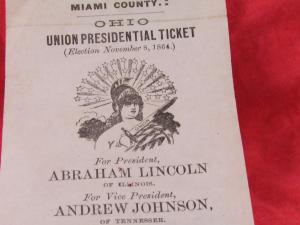 MIAMI COUNTY.:
OHIO
UNION PRESIDENTIAL TICKET
(Election November 8, 1864.)
For President,
ABRAHAM LINCOLN
OF ILLINOIS.
For Vice President,
ANDREW JOHNSON,
OF TENNESSEE.